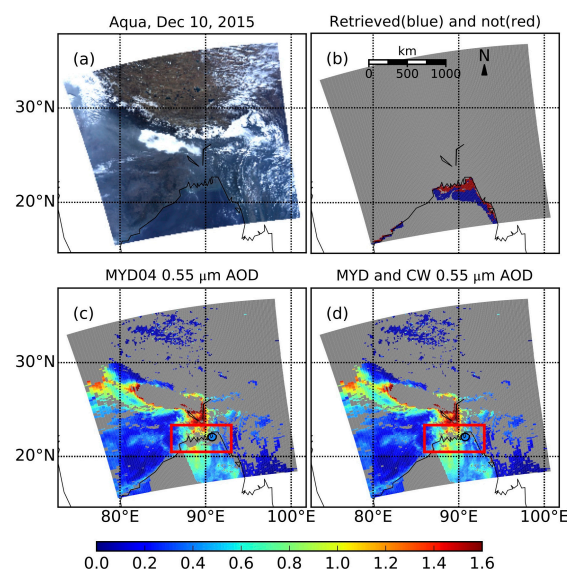 Aqua, Dec 10, 2015
Retrieved(blue) and not(red)
(a)
(b)
km
0 500 1000
N
30°N
20°N
MYD04 0.55 μm AOD
MYD and CW 0.55 μm AOD
(c)
(d)
30°N
20°N
80°E 90°E 100°E 80°E 90°E 100°E
0.0 0.2 0.4 0.6 0.8 1.0 1.2 1.4 1.6